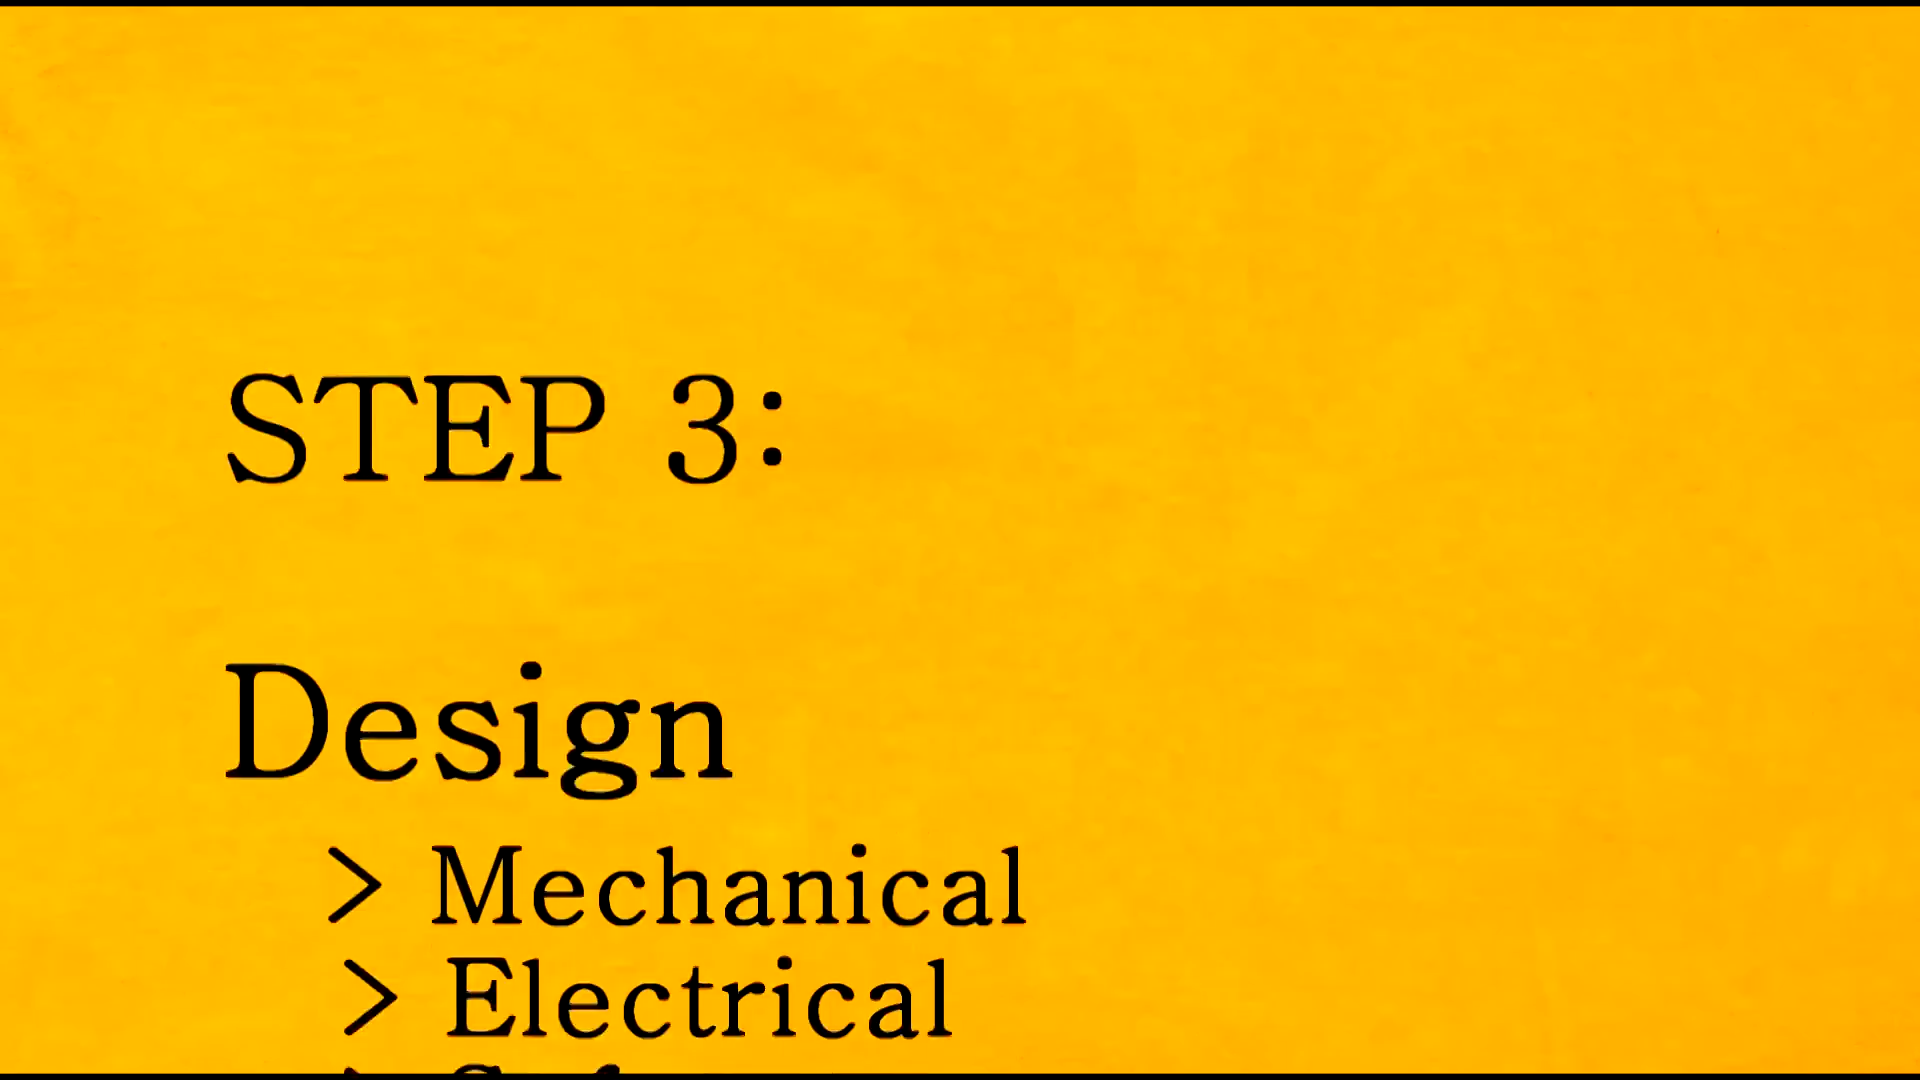 STEP 3:
Design
> Mechanical
> Electrical